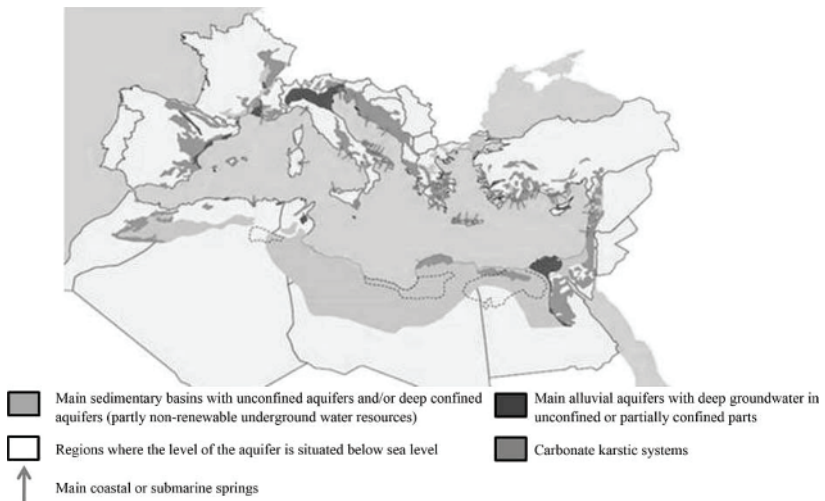 Main sedimentary basins with unconfined aquifers and/or deep confined
aquifers (partly non-renewable underground water resources)
Regions where the level of the aquifer is situated below sea level
Main coastal or submarine springs
Main alluvial aquifers with deep groundwater in
unconfined or partially confined parts
Carbonate karstic systems